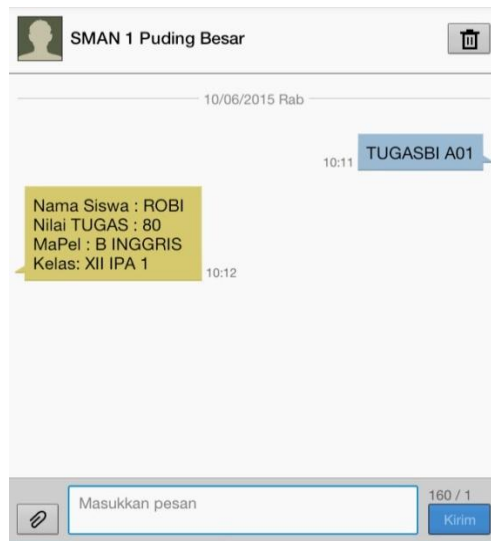 SMAN 1 Puding Besar
10/06/2015 Rab
10:11 TUGASBI A01
Nama Siswa : ROBI
Nilai TUGAS : 80
MaPel : B INGGRIS
Kelas: XII IPA 1
10:12
Masukkan pesan
160 / 1
Kirim